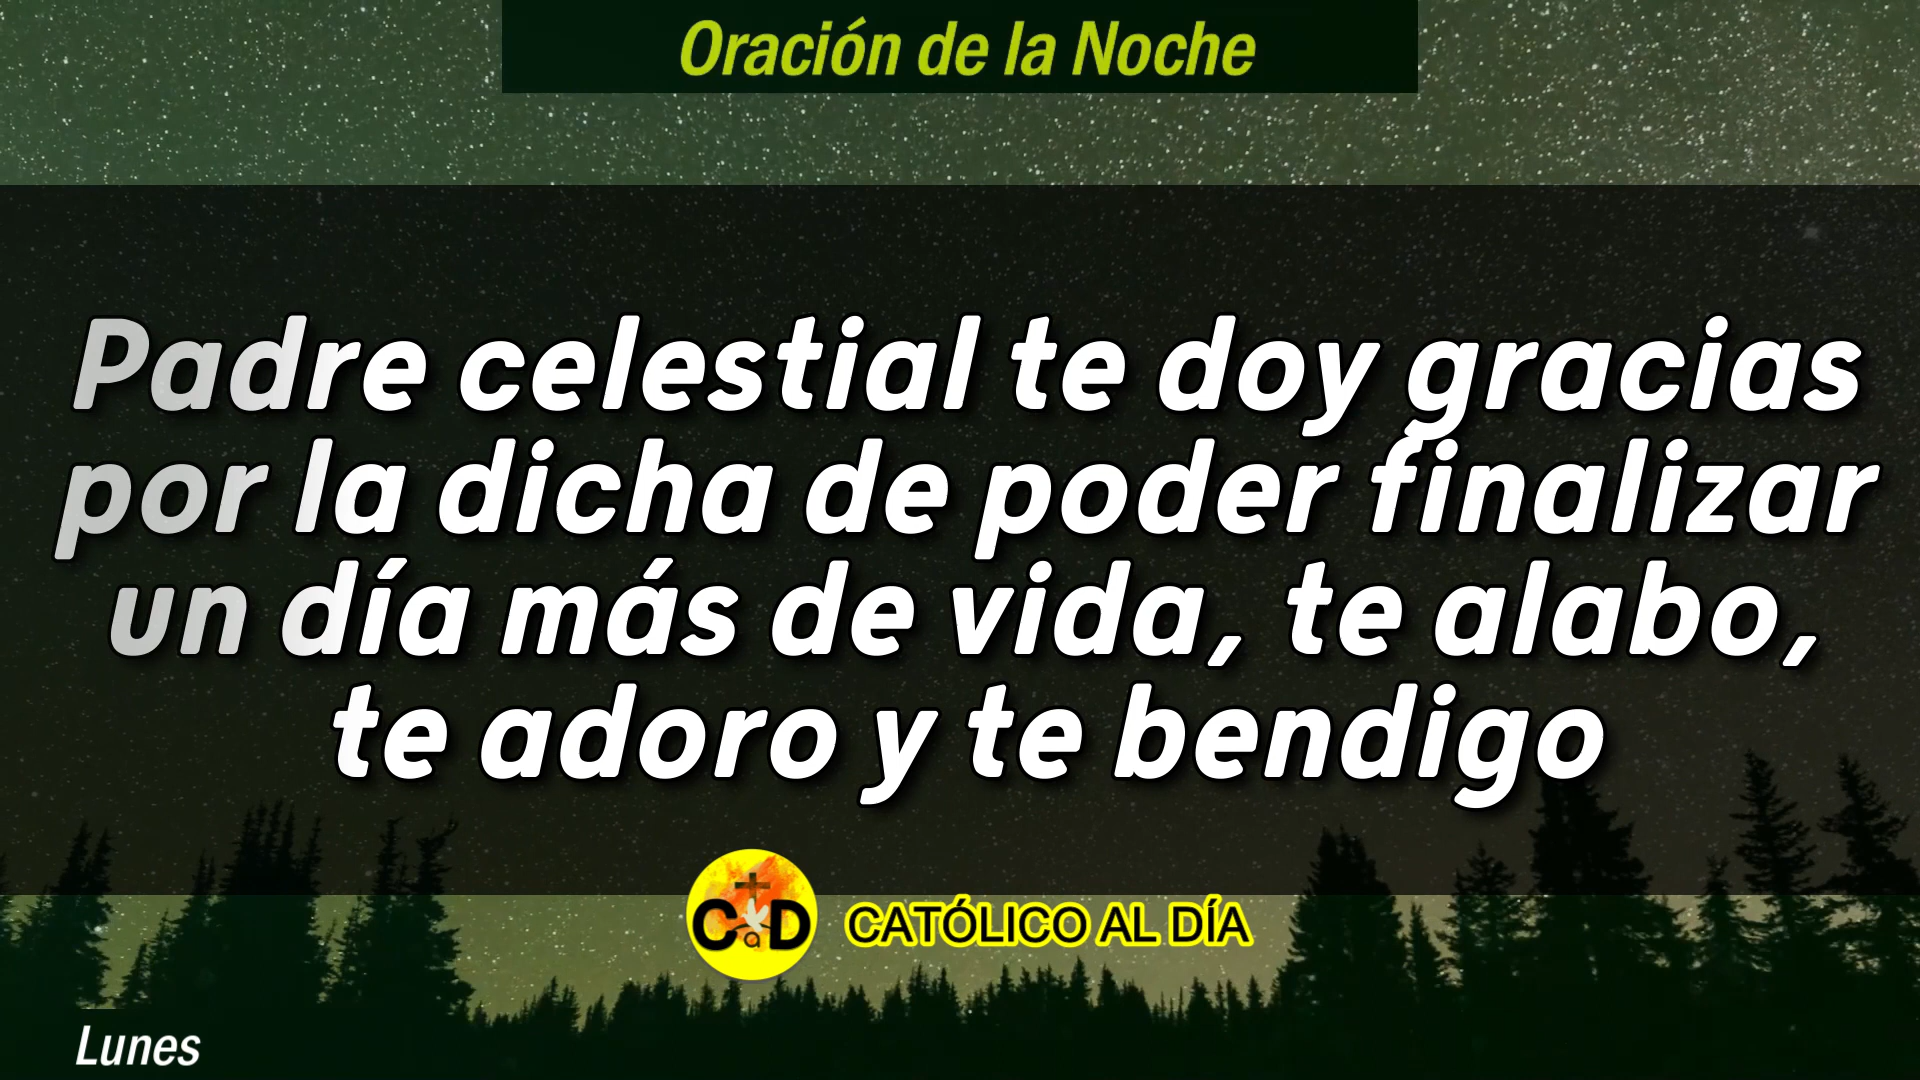 Oración de la Noche
Padre celestial te doy gracias
por la dicha de poder finalizar
un día más de vida, te alabo,
te adoro y te bendigo
CaD CATÓLICO AL DÍA
Lunes